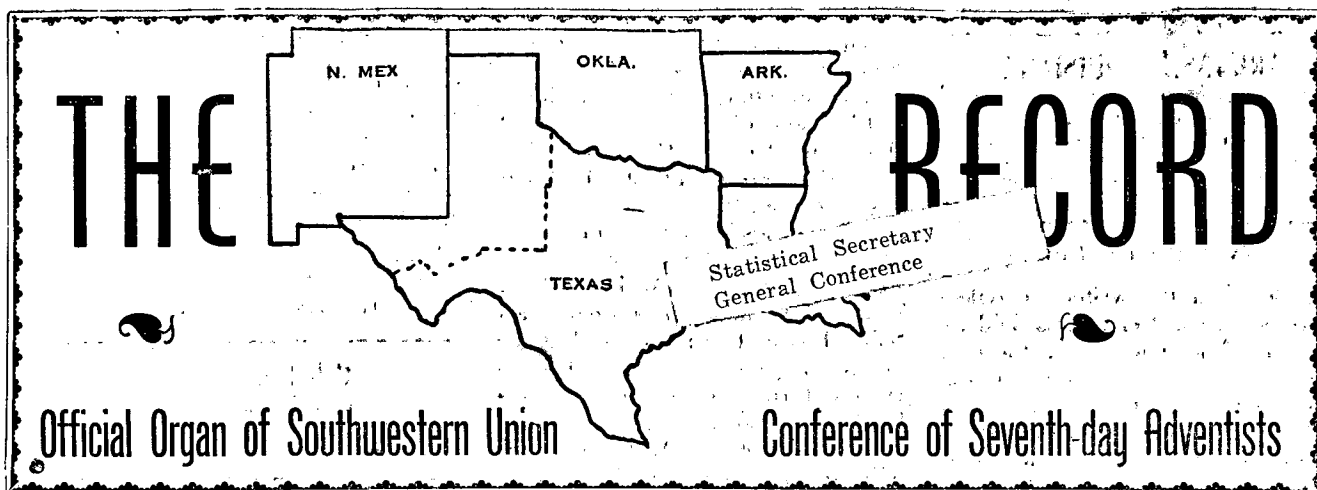 THE RECORD
N. MEX
OKLA.
ARK.
TEXAS
Statistical Secretary
General Conference
Official Organ of Southwestern Union Conference of Seventh-day Adventists